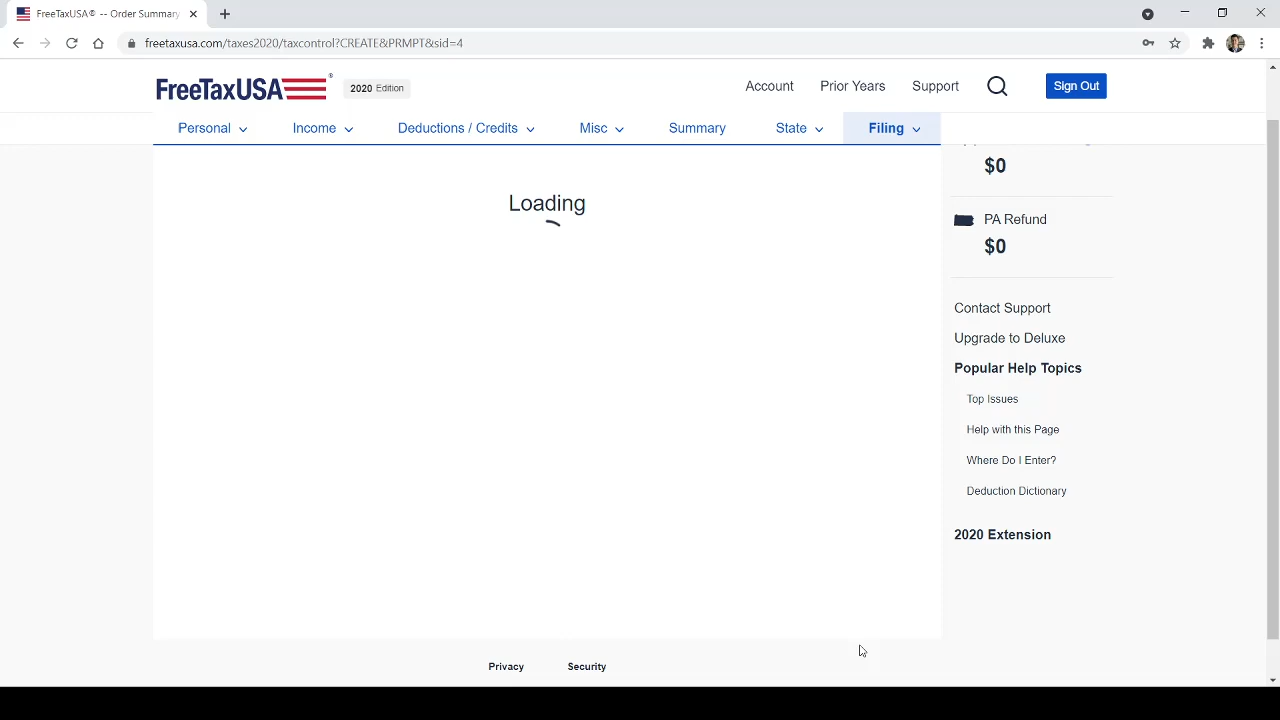 FreeTaxUSA® -- Order Summary
freetaxusa.com/taxes2020/taxcontrol?CREATE&PRMPT&sid=4
FreeTaxUSA®
2020 Edition
Account
Prior Years
Support
Sign Out
Personal
Income
Deductions / Credits
Misc
Summary
State
Filing
$0
Loading
PA Refund
$0
Contact Support
Upgrade to Deluxe
Popular Help Topics
Top Issues
Help with this Page
Where Do I Enter?
Deduction Dictionary
2020 Extension
Privacy
Security